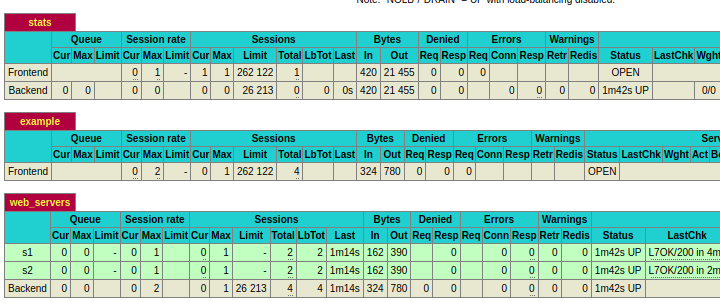 Note: "NOLB"/"DRAIN" = UP with load-balancing disabled.
stats
Queue Session rate Sessions Bytes Denied Errors Warnings
Cur Max Limit Cur Max Limit Cur Max Limit Total LbTot Last In Out Req Resp Req Conn Resp Retr Redis Status LastChk Wght
Frontend 0 1 - 1 1 262 122 1 420 21 455 0 0 0 OPEN
Backend 0 0 0 0 0 0 26 213 0 0 0s 420 21 455 0 0 0 0 0 0 1m42s UP 0/0
example
Queue Session rate Sessions Bytes Denied Errors Warnings
Cur Max Limit Cur Max Limit Cur Max Limit Total LbTot Last In Out Req Resp Req Conn Resp Retr Redis Status LastChk Wght Act
Frontend 0 2 - 0 1 262 122 4 324 780 0 0 0 OPEN
web_servers
Queue Session rate Sessions Bytes Denied Errors Warnings
Cur Max Limit Cur Max Limit Cur Max Limit Total LbTot Last In Out Req Resp Req Conn Resp Retr Redis Status LastChk
s1 0 0 - 0 1 0 1 - 2 2 1m14s 162 390 0 0 0 0 0 1m42s UP L7OK/200 in 4m
s2 0 0 - 0 1 0 1 - 2 2 1m14s 162 390 0 0 0 0 0 1m42s UP L7OK/200 in 2m
Backend 0 0 0 2 0 1 26 213 4 4 1m14s 324 780 0 0 0 0 0 0 1m42s UP